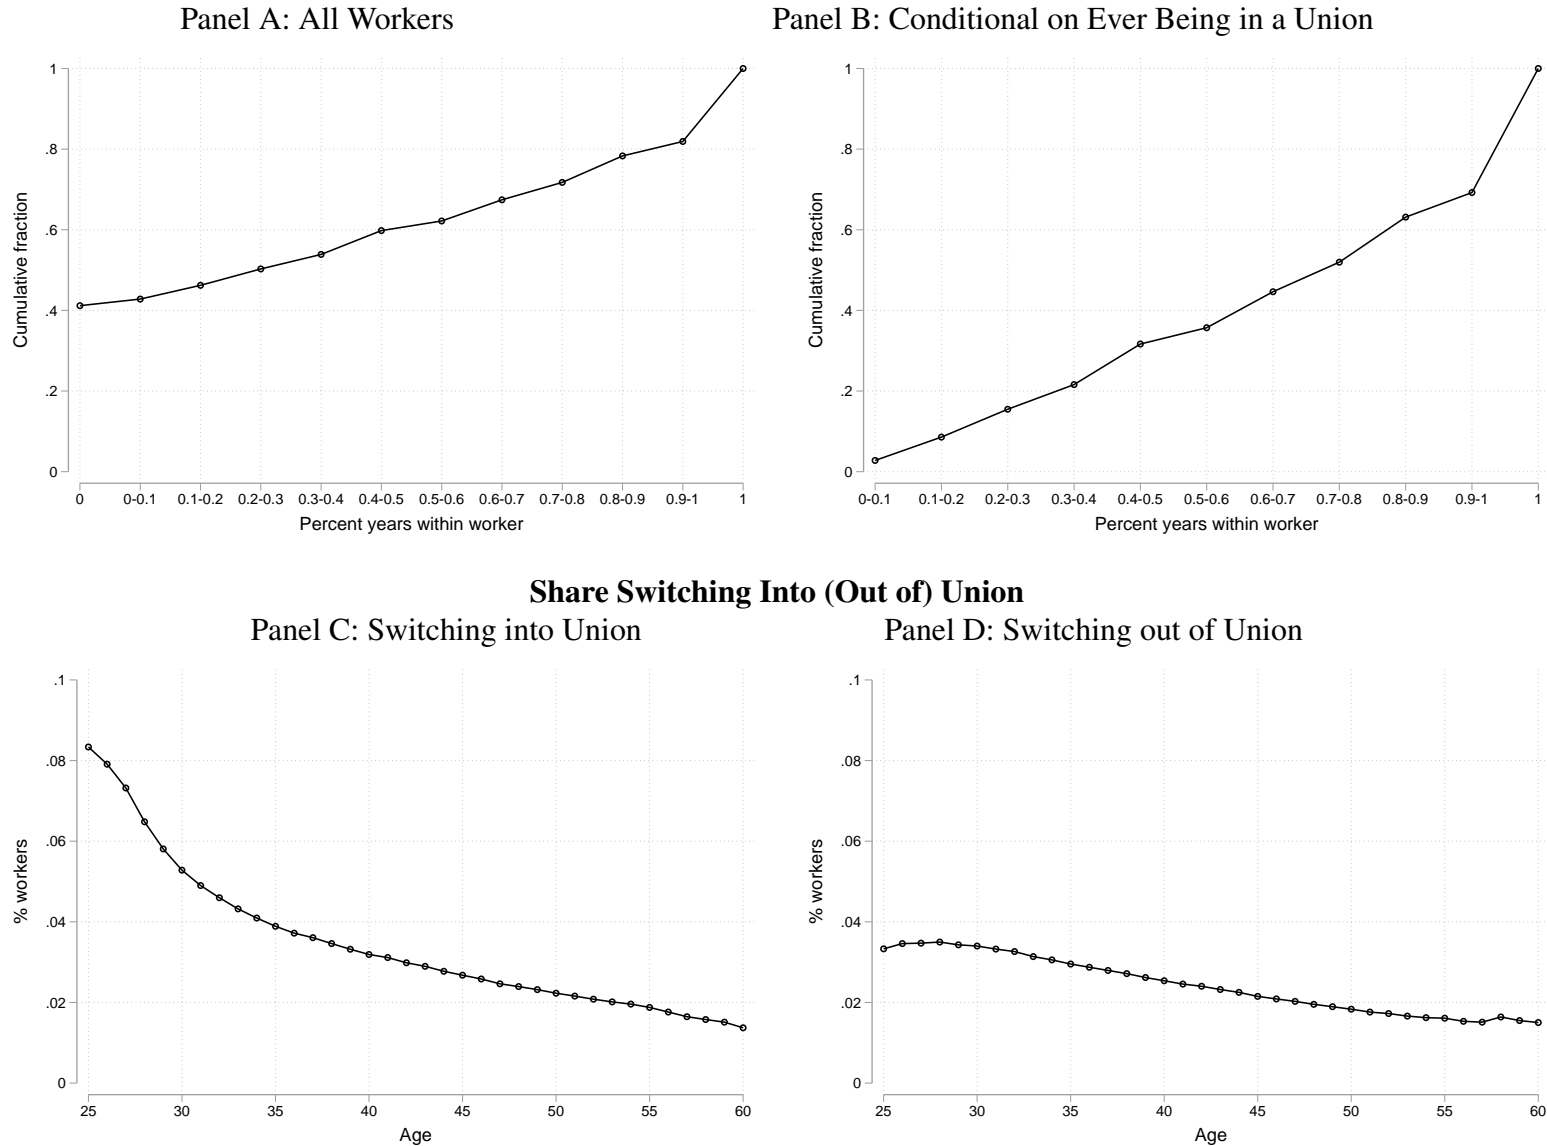 Panel A: All Workers
1
.8
.6
.4
.2
0
Cumulative fraction
0 0-0.1 0.1-0.2 0.2-0.3 0.3-0.4 0.4-0.5 0.5-0.6 0.6-0.7 0.7-0.8 0.8-0.9 0.9-1 1
Percent years within worker
Panel B: Conditional on Ever Being in a Union
1
.8
.6
.4
.2
0
Cumulative fraction
0-0.1 0.1-0.2 0.2-0.3 0.3-0.4 0.4-0.5 0.5-0.6 0.6-0.7 0.7-0.8 0.8-0.9 0.9-1 1
Percent years within worker
Share Switching Into (Out of) Union
Panel C: Switching into Union
.1
.08
.06
.04
.02
0
% workers
25 30 35 40 45 50 55 60
Age
Panel D: Switching out of Union
.1
.08
.06
.04
.02
0
% workers
25 30 35 40 45 50 55 60
Age